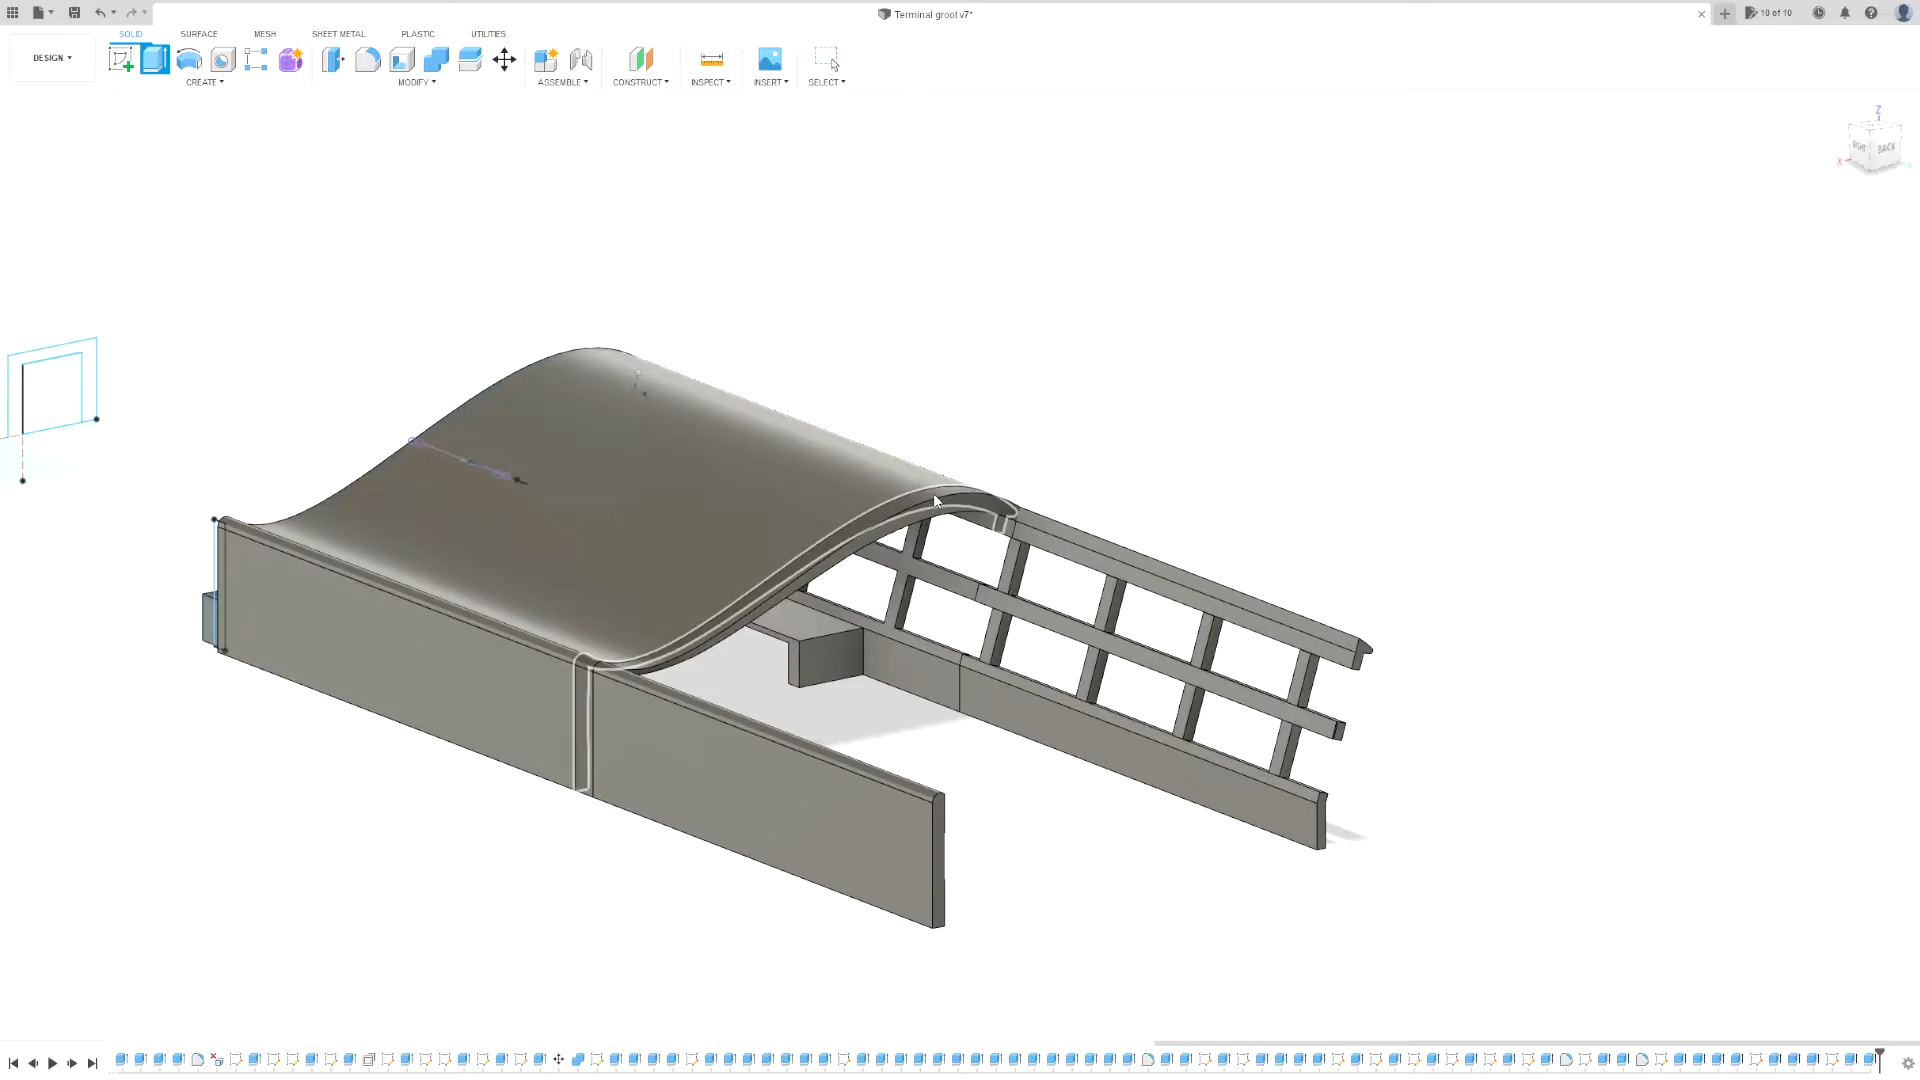 Terminal groot v7*
10 of 10
DESIGN
SOLID
SURFACE
MESH
SHEET METAL
PLASTIC
UTILITIES
CREATE
MODIFY
ASSEMBLE
CONSTRUCT
INSPECT
INSERT
SELECT
Z
X
BACK